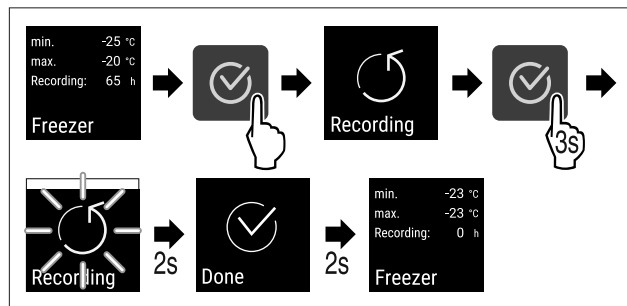 min. -25 °C
max. -20 °C
Recording: 65 h
Freezer
Recording
3s
Recording
2s
Done
2s
min. -23 °C
max. -23 °C
Recording: 0 h
Freezer